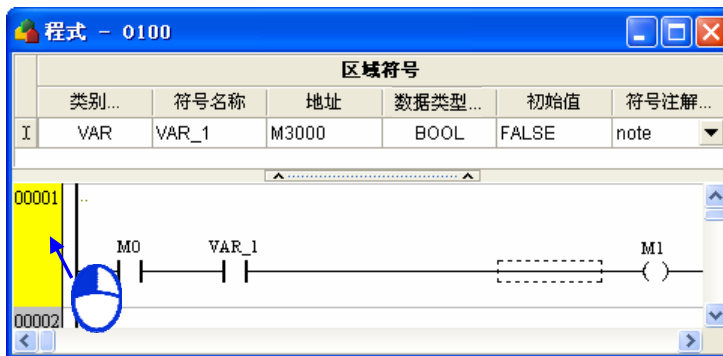 程式 - 0100
区域符号
类别... 符号名称 地址 数据类型... 初始值 符号注解...
I VAR VAR_1 M3000 BOOL FALSE note
00001
M0 VAR_1 M1
00002